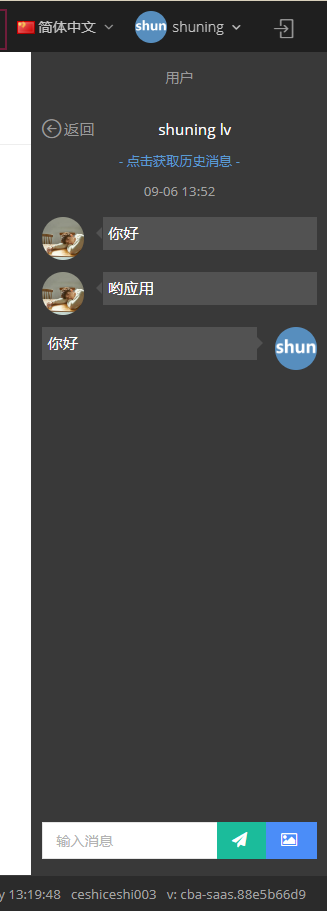 简体中文 shun shuning
用户
返回 shuning lv
- 点击获取历史消息 -
09-06 13:52
你好
哟应用
你好 shun
输入消息
y 13:19:48 ceshiceshi003 v: cba-saas.88e5b66d9